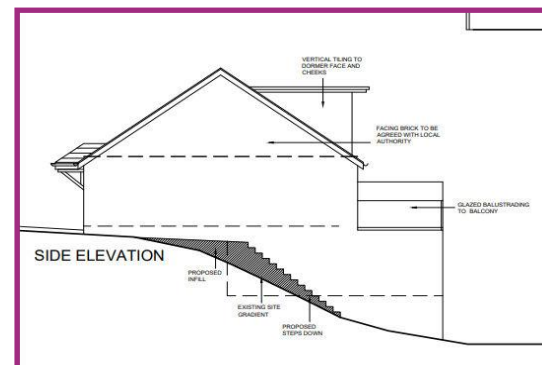 VERTICAL TILING TO
DORMER FACE AND
CHEEKS
FACING BRICK TO BE
AGREED WITH LOCAL
AUTHORITY
GLAZED BALUSTRADING
TO BALCONY
SIDE ELEVATION
PROPOSED
INFILL
EXISTING SITE
GRADIENT
PROPOSED
STEPS DOWN